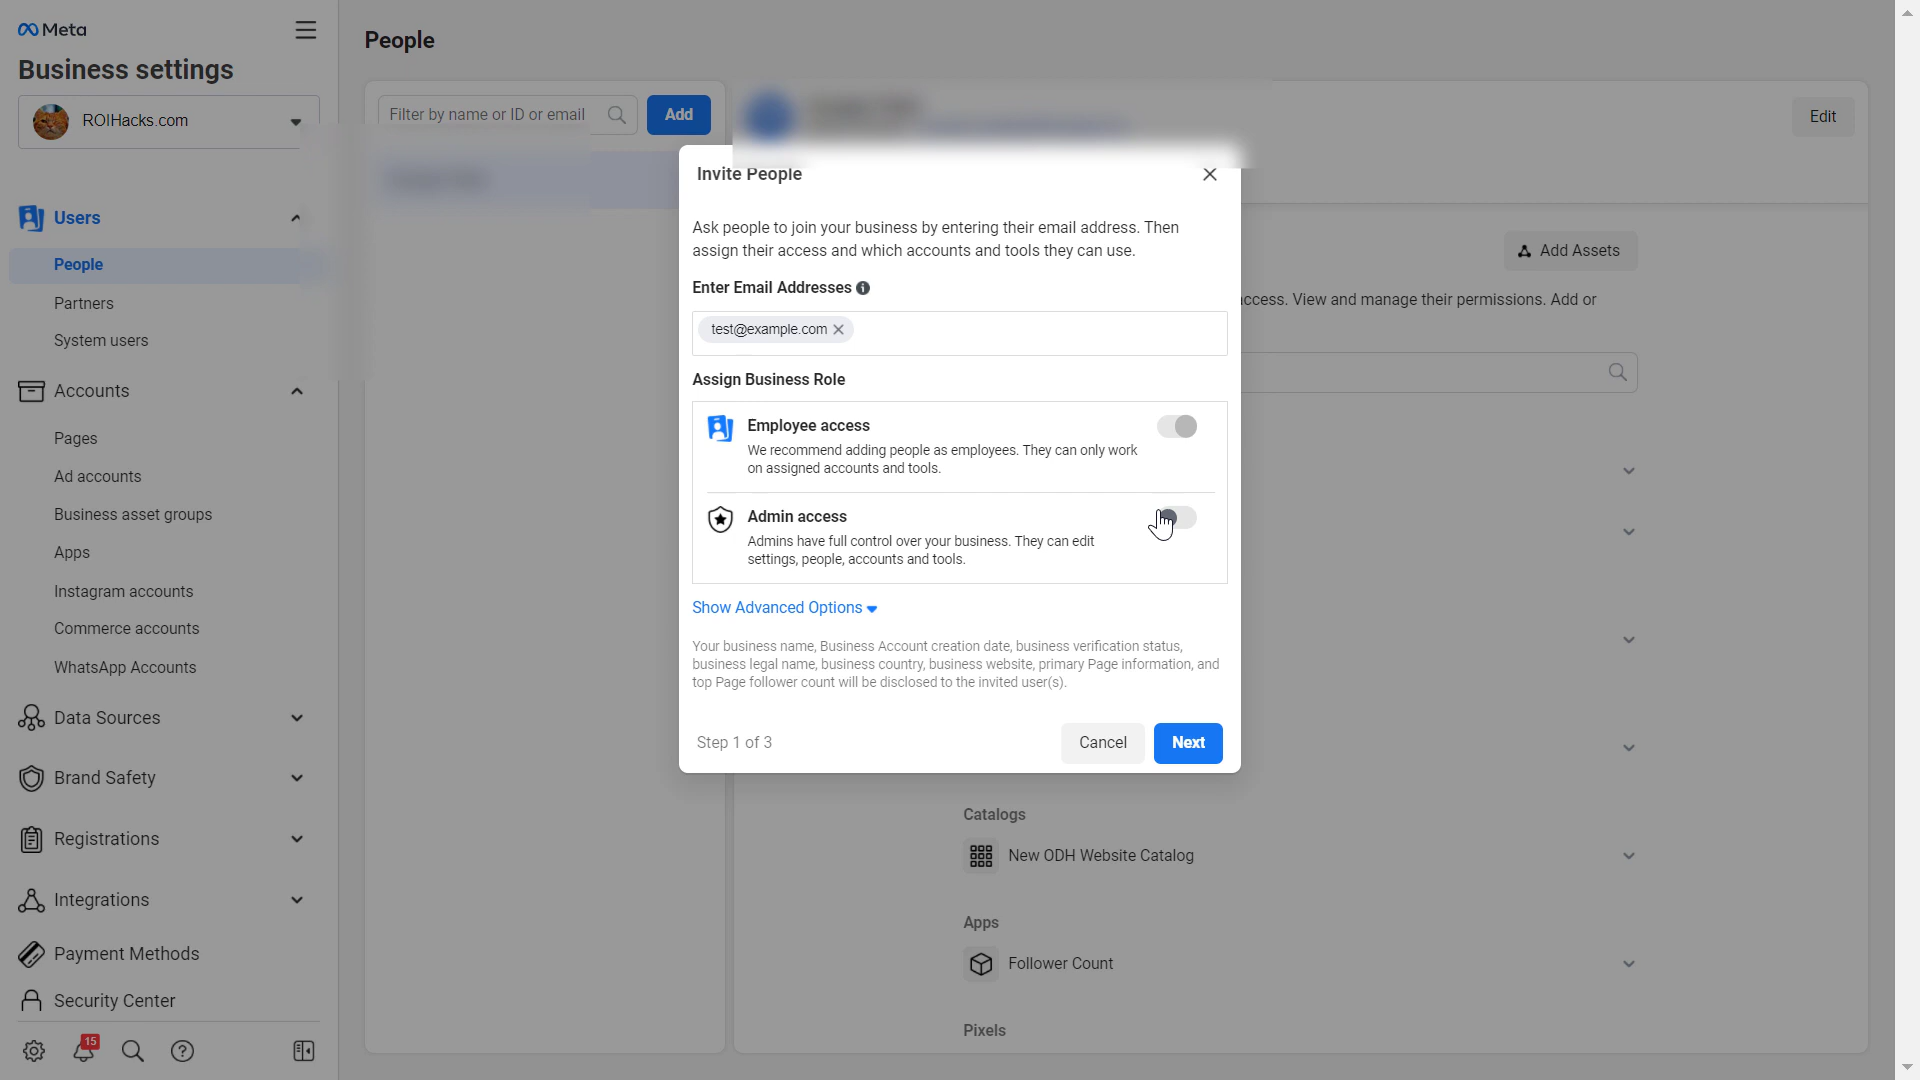 Meta
Business settings
ROIHacks.com
Users
People
Partners
System users
Accounts
Pages
Ad accounts
Business asset groups
Apps
Instagram accounts
Commerce accounts
WhatsApp Accounts
Data Sources
Brand Safety
Registrations
Integrations
Payment Methods
Security Center
15
People
Filter by name or ID or email
Add
Edit
Add Assets
access. View and manage their permissions. Add or
Invite People
Ask people to join your business by entering their email address. Then
assign their access and which accounts and tools they can use.
Enter Email Addresses
test@example.com
Assign Business Role
Employee access
We recommend adding people as employees. They can only work
on assigned accounts and tools.
Admin access
Admins have full control over your business. They can edit
settings, people, accounts and tools.
Show Advanced Options
Your business name, Business Account creation date, business verification status,
business legal name, business country, business website, primary Page information, and
top Page follower count will be disclosed to the invited user(s).
Step 1 of 3
Cancel
Next
Catalogs
New ODH Website Catalog
Apps
Follower Count
Pixels